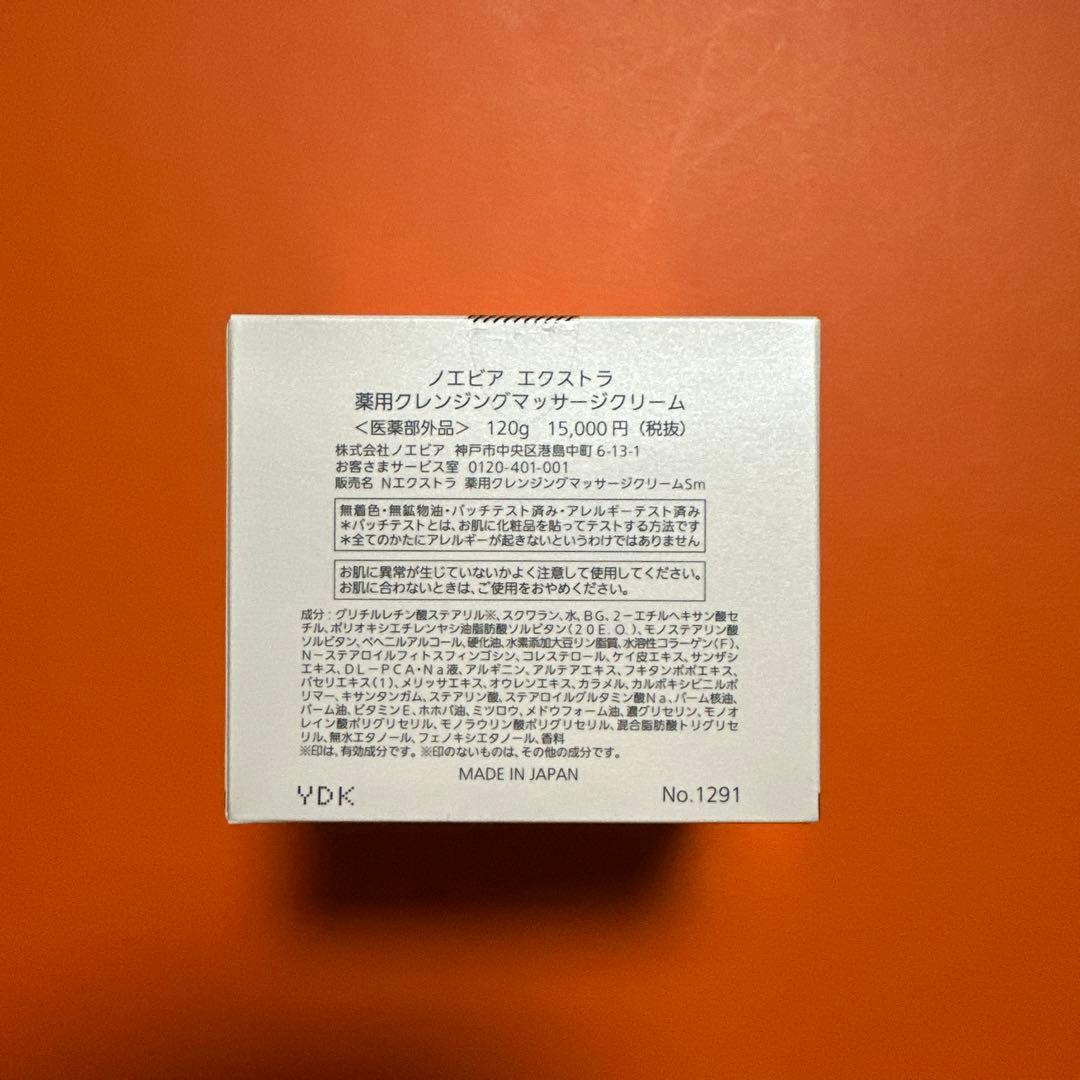 ノエビア エクストラ
薬用クレンジングマッサージクリーム
＜医薬部外品＞ 120g 15,000円（税抜）
株式会社ノエビア 神戸市中央区港島中町6-13-1
お客さまサービス室 0120-401-001
販売名 Nエクストラ 薬用クレンジングマッサージクリームSm
無着色・無鉱物油・パッチテスト済み・アレルギーテスト済み
＊パッチテストとは、お肌に化粧品を貼ってテストする方法です
＊全てのかたにアレルギーが起きないというわけではありません
お肌に異常が生じていないかよく注意して使用してください。
お肌に合わないときは、ご使用をおやめください。
成分：グリチルレチン酸ステアリル※、スクワラン、水、BG、2－エチルヘキサン酸セ
チル、ポリオキシエチレンヤシ油脂肪酸ソルビタン（20E.O.）、モノステアリン酸
ソルビタン、ベヘニルアルコール、硬化油、水素添加大豆リン脂質、水溶性コラーゲン（F）、
N－ステアロイルフィトスフィンゴシン、コレステロール、ケイ皮エキス、サンザシ
エキス、DL－PCA・Na液、アルギニン、アルテアエキス、フキタンポポエキス、
パセリエキス（1）、メリッサエキス、オウレンエキス、カラメル、カルボキシビニルポ
リマー、キサンタンガム、ステアリン酸、ステアロイルグルタミン酸Na、パーム核油、
パーム油、ビタミンE、ホホバ油、ミツロウ、メドウフォーム油、濃グリセリン、モノオ
レイン酸ポリグリセリル、モノラウリン酸ポリグリセリル、混合脂肪酸トリグリセ
リル、無水エタノール、フェノキシエタノール、香料
※印は、有効成分です。※印のないものは、その他の成分です。
MADE IN JAPAN
YDK
No.1291